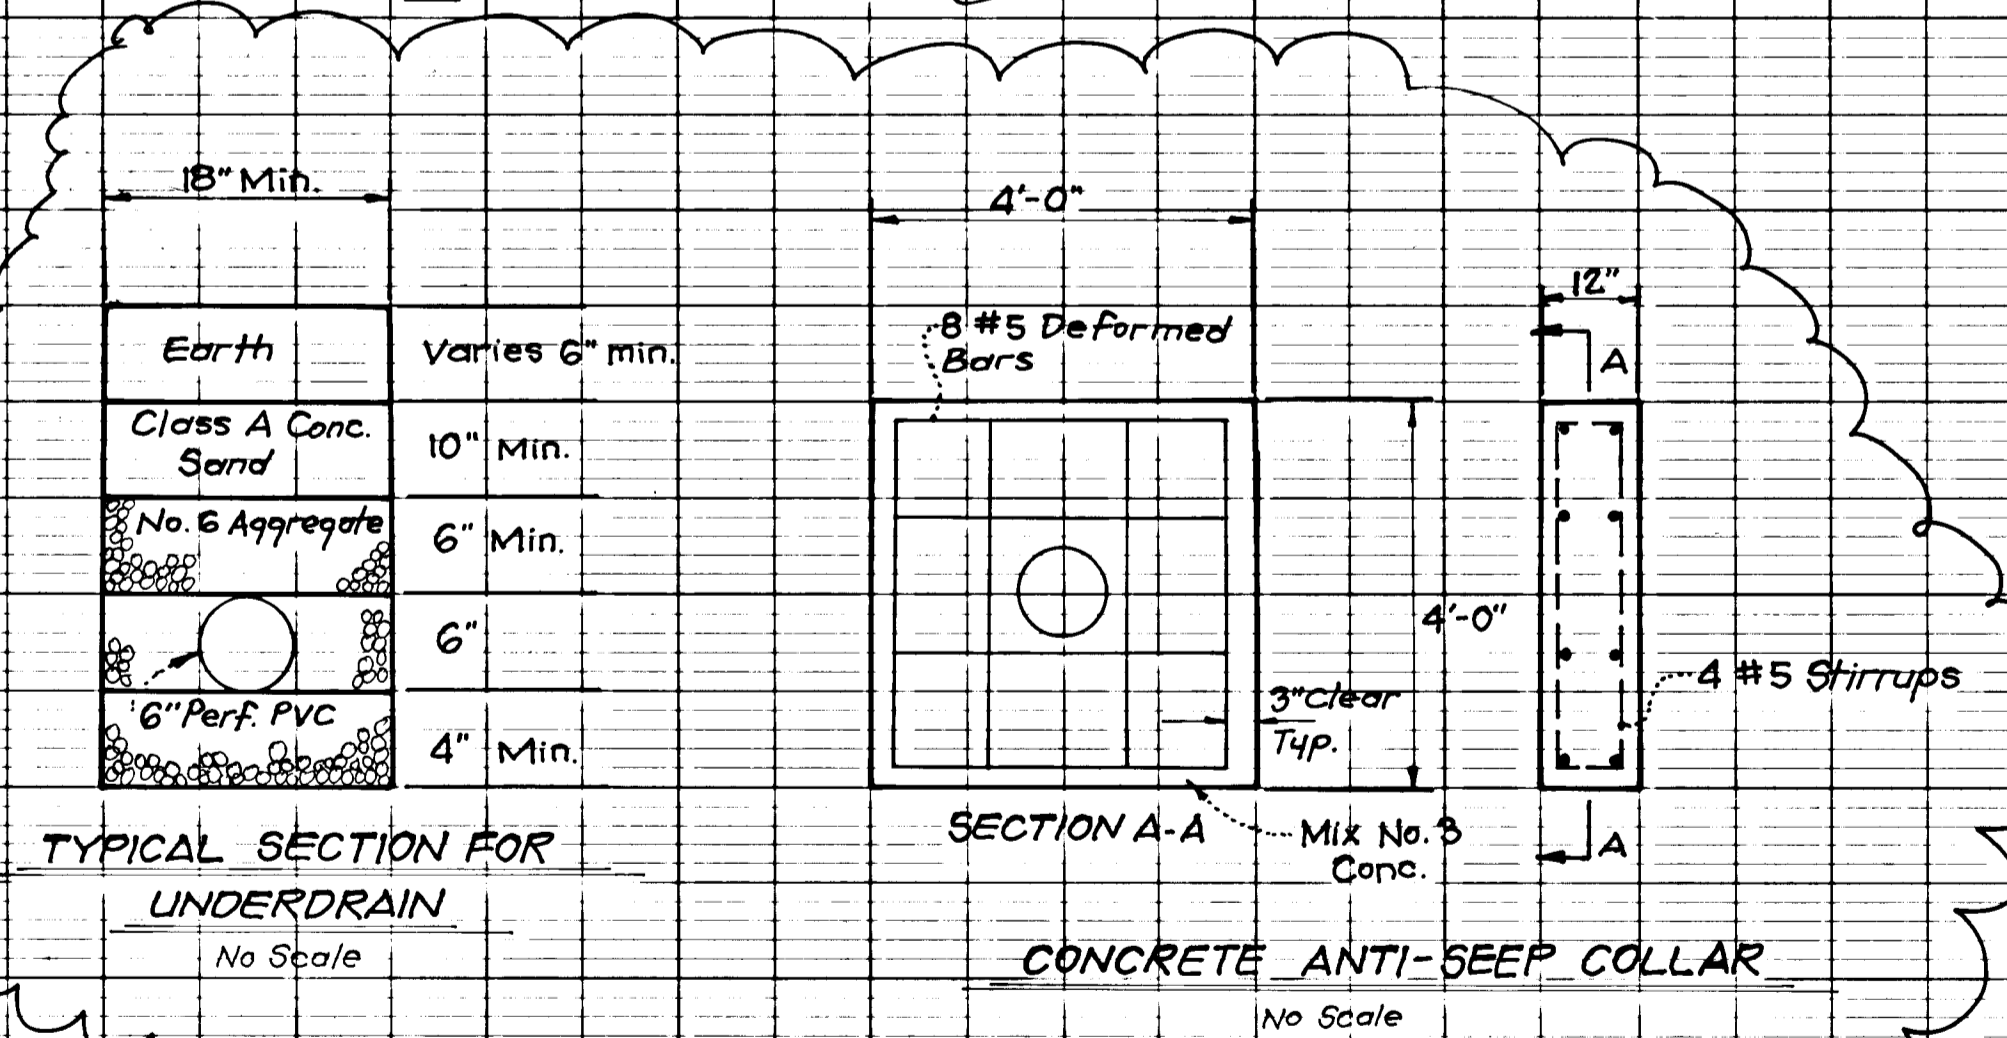 18" Min.
Earth
Varies 6" min.
Class A Conc.
Sand
10" Min.
No. 6 Aggregate
6" Min.
6"
6" Perf. PVC
4" Min.
TYPICAL SECTION FOR
UNDERDRAIN
No Scale
4'-0"
8 #5 Deformed
Bars
4'-0"
3" Clear
Typ.
SECTION A-A
Mix No. 3
Conc.
12"
A
4 #5 Stirrups
A
CONCRETE ANTI-SEEP COLLAR
No Scale